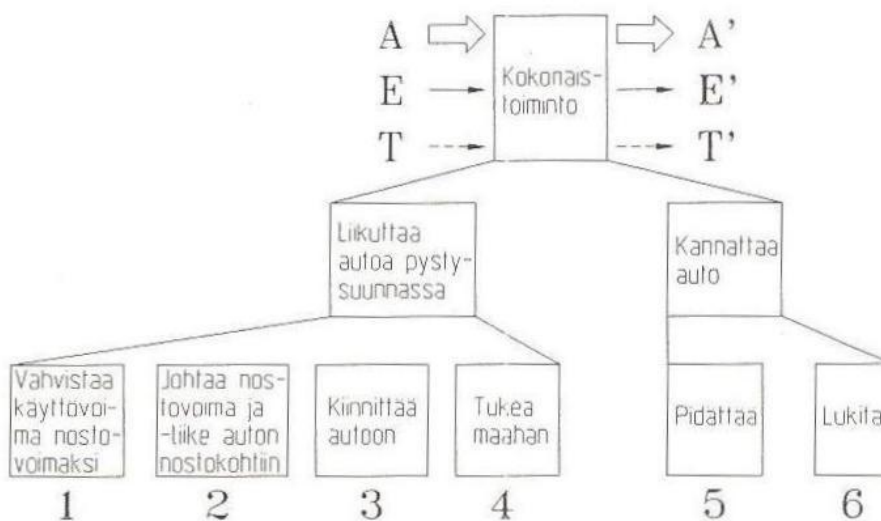 A
A'
Kokonais-
toiminto
E
E'
T
T'
Liikuttaa
autoa pysty-
suunnassa
Kannattaa
auto
Vahvistaa
käyttövoi-
ma nosto-
voimaksi
Johtaa nos-
tovoima ja
-liike auton
nostokohtiin
Kiinnittää
autoon
Tukea
maahan
Pidättää
Lukita
1
2
3
4
5
6